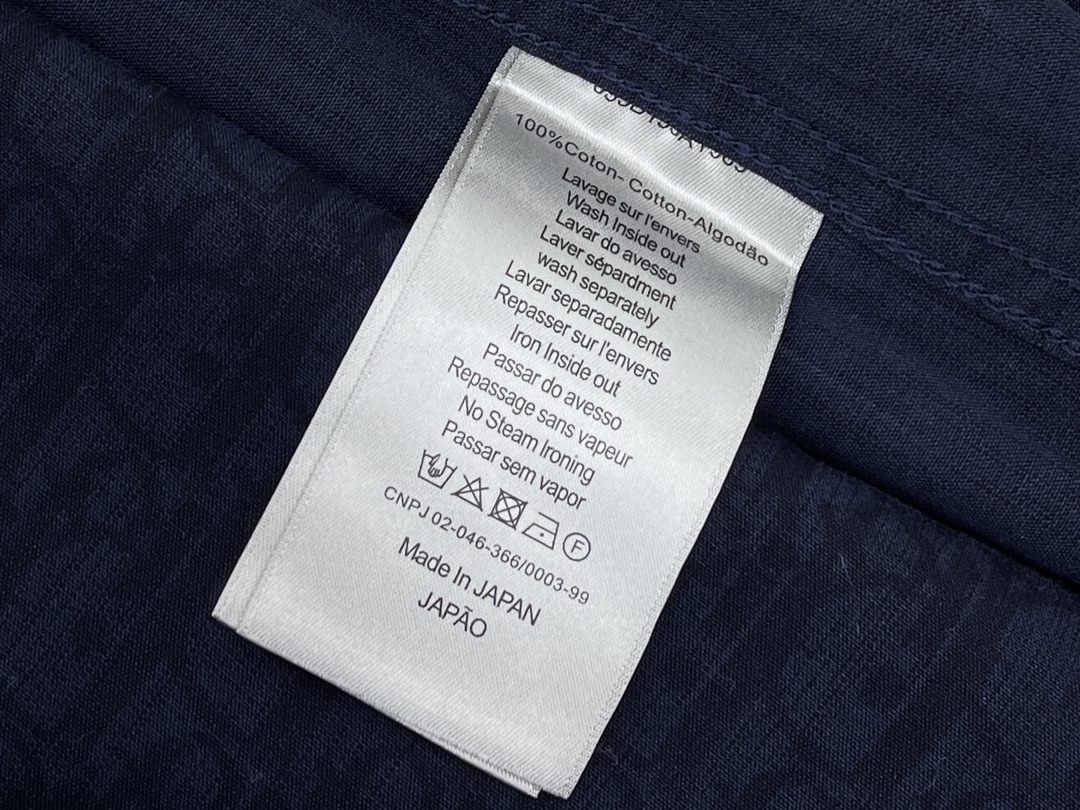 100%Coton- Cotton-Algodão
Lavage sur l'envers
Wash Inside out
Lavar do avesso
Laver sépardment
wash separately
Lavar separadamente
Repasser sur l'envers
Iron Inside out
Passar do avesso
Repassage sans vapeur
No Steam Ironing
Passar sem vapor
F
CNPJ 02-046-366/0003-99
Made In JAPAN
JAPÃO